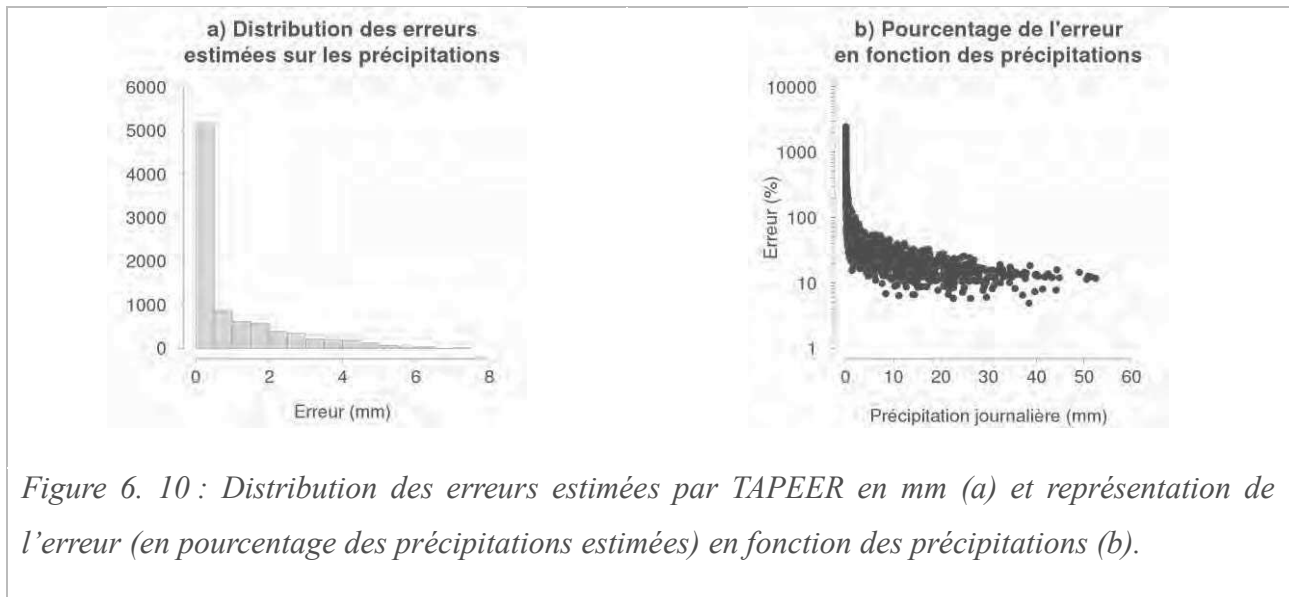 a) Distribution des erreurs
estimées sur les précipitations
6000
5000
4000
3000
2000
1000
0
0 2 4 6 8
Erreur (mm)
b) Pourcentage de l'erreur
en fonction des précipitations
10000
1000
100
10
1
Erreur (%)
0 10 20 30 40 50 60
Précipitation journalière (mm)
Figure 6. 10 : Distribution des erreurs estimées par TAPEER en mm (a) et représentation de
l’erreur (en pourcentage des précipitations estimées) en fonction des précipitations (b).